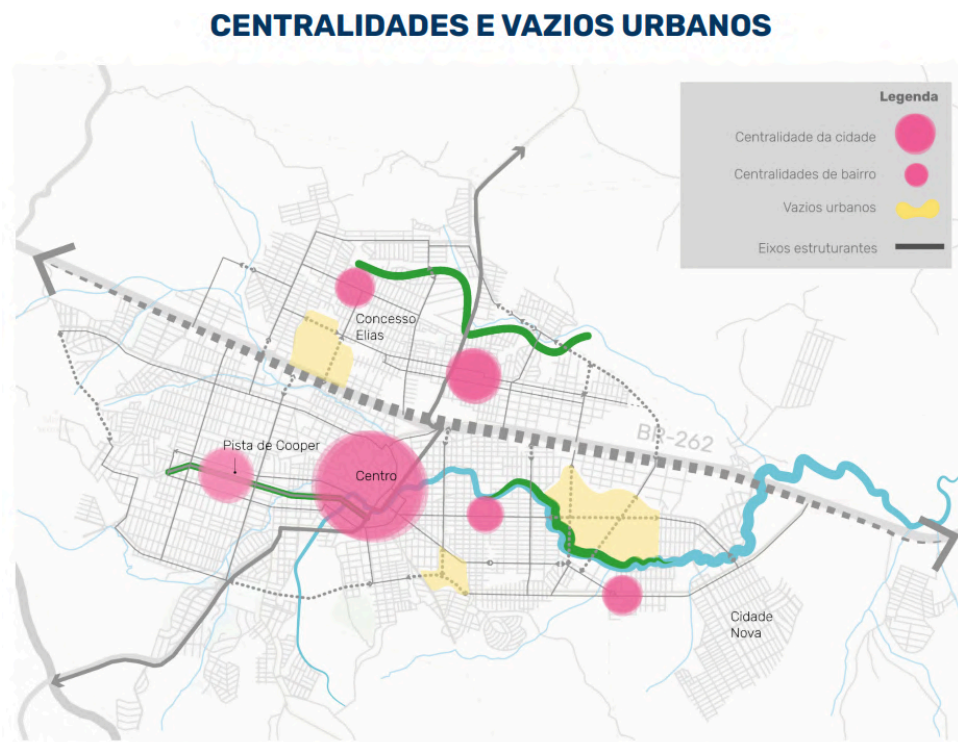 CENTRALIDADES E VAZIOS URBANOS
Legenda
Centralidade da cidade
Centralidades de bairro
Vazios urbanos
Eixos estruturantes
Concesso
Elias
BR-262
Pista de Cooper
Centro
Cidade
Nova